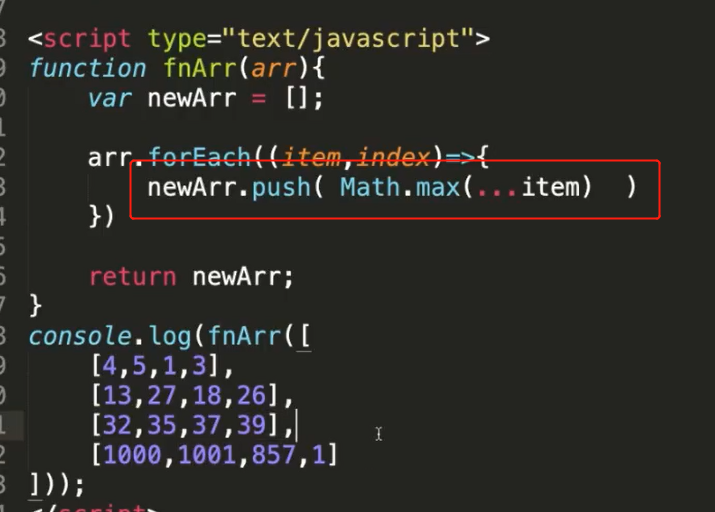 <script type="text/javascript">
function fnArr(arr){
    var newArr = [];
    arr.forEach((item,index)=>{
        newArr.push( Math.max(...item)  )
    })
    return newArr;
}
console.log(fnArr([
    [4,5,1,3],
    [13,27,18,26],
    [32,35,37,39],
    [1000,1001,857,1]
]));
</script>